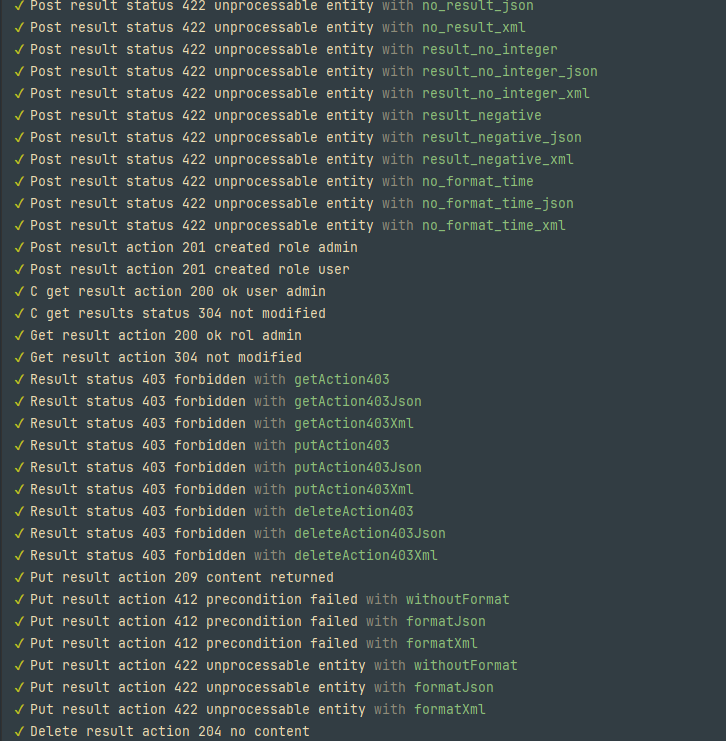 ✓ Post result status 422 unprocessable entity with no_result_json
✓ Post result status 422 unprocessable entity with no_result_xml
✓ Post result status 422 unprocessable entity with result_no_integer
✓ Post result status 422 unprocessable entity with result_no_integer_json
✓ Post result status 422 unprocessable entity with result_no_integer_xml
✓ Post result status 422 unprocessable entity with result_negative
✓ Post result status 422 unprocessable entity with result_negative_json
✓ Post result status 422 unprocessable entity with result_negative_xml
✓ Post result status 422 unprocessable entity with no_format_time
✓ Post result status 422 unprocessable entity with no_format_time_json
✓ Post result status 422 unprocessable entity with no_format_time_xml
✓ Post result action 201 created role admin
✓ Post result action 201 created role user
✓ C get result action 200 ok user admin
✓ C get results status 304 not modified
✓ Get result action 200 ok rol admin
✓ Get result action 304 not modified
✓ Result status 403 forbidden with getAction403
✓ Result status 403 forbidden with getAction403Json
✓ Result status 403 forbidden with getAction403Xml
✓ Result status 403 forbidden with putAction403
✓ Result status 403 forbidden with putAction403Json
✓ Result status 403 forbidden with putAction403Xml
✓ Result status 403 forbidden with deleteAction403
✓ Result status 403 forbidden with deleteAction403Json
✓ Result status 403 forbidden with deleteAction403Xml
✓ Put result action 209 content returned
✓ Put result action 412 precondition failed with withoutFormat
✓ Put result action 412 precondition failed with formatJson
✓ Put result action 412 precondition failed with formatXml
✓ Put result action 422 unprocessable entity with withoutFormat
✓ Put result action 422 unprocessable entity with formatJson
✓ Put result action 422 unprocessable entity with formatXml
✓ Delete result action 204 no content